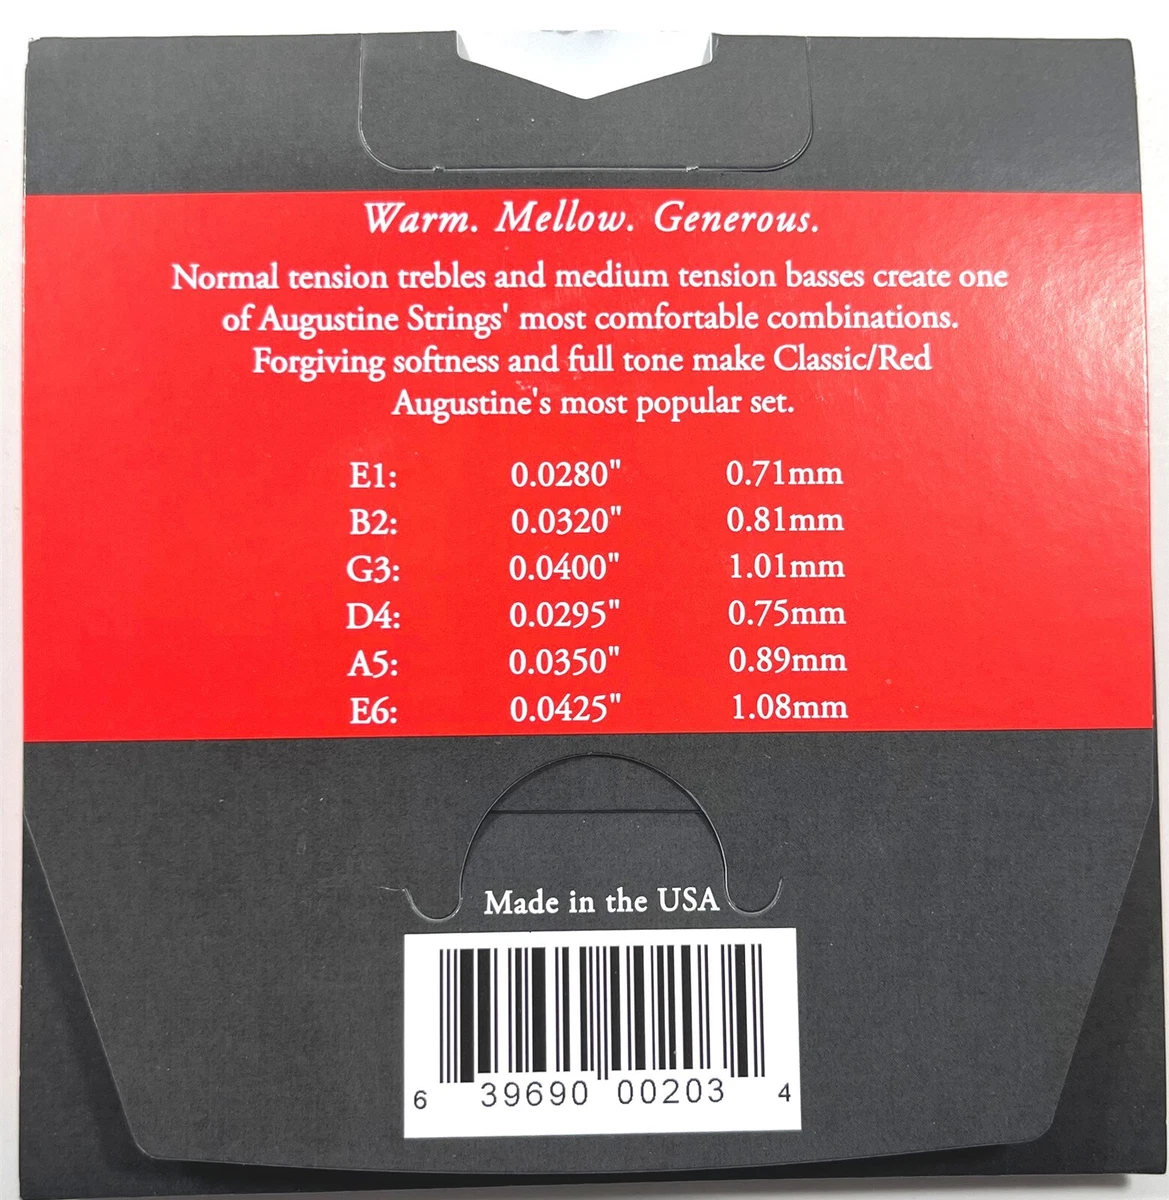 Warm. Mellow. Generous.
Normal tension trebles and medium tension basses create one
of Augustine Strings' most comfortable combinations.
Forgiving softness and full tone make Classic/Red
Augustine's most popular set.
E1: 0.0280" 0.71mm
B2: 0.0320" 0.81mm
G3: 0.0400" 1.01mm
D4: 0.0295" 0.75mm
A5: 0.0350" 0.89mm
E6: 0.0425" 1.08mm
Made in the USA
6 39690 00203 4